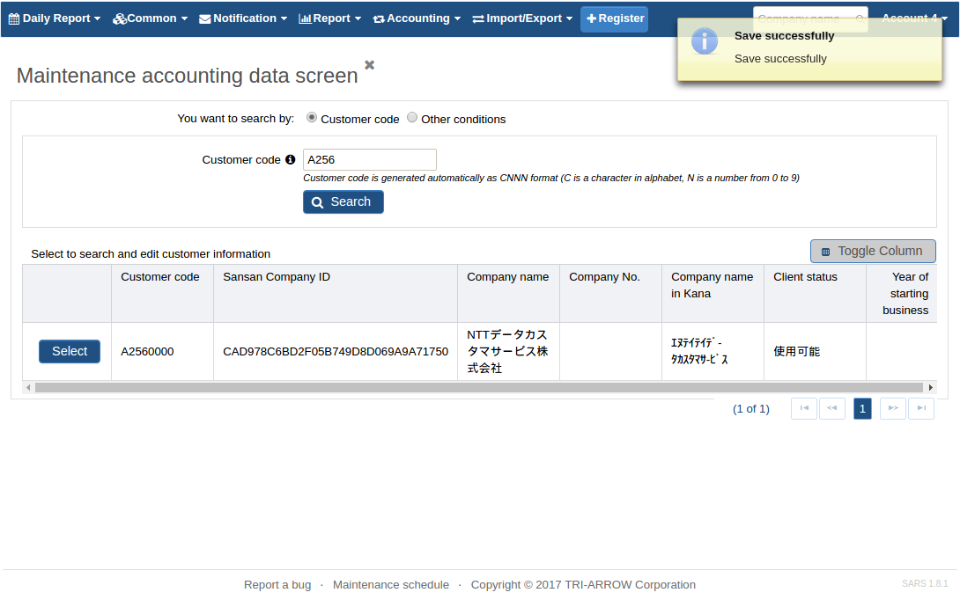 Daily Report Common Notification Report Accounting Import/Export Register Company name Account 4
Save successfully
Save successfully
Maintenance accounting data screen
You want to search by: Customer code Other conditions
Customer code A256
Customer code is generated automatically as CNNN format (C is a character in alphabet, N is a number from 0 to 9)
Search
Select to search and edit customer information
Toggle Column
Customer code Sansan Company ID Company name Company No. Company name in Kana Client status Year of starting business
Select A2560000 CAD978C6BD2F05B749D8D069A9A71750
NTTデータカス
タマサービス株
式会社
ｴﾇﾃｲﾃｲﾃﾞ-
ﾀｶｽﾀﾏｻ-ﾋﾞｽ
使用可能
(1 of 1) 1
Report a bug · Maintenance schedule · Copyright © 2017 TRI-ARROW Corporation
SARS 1.8.1